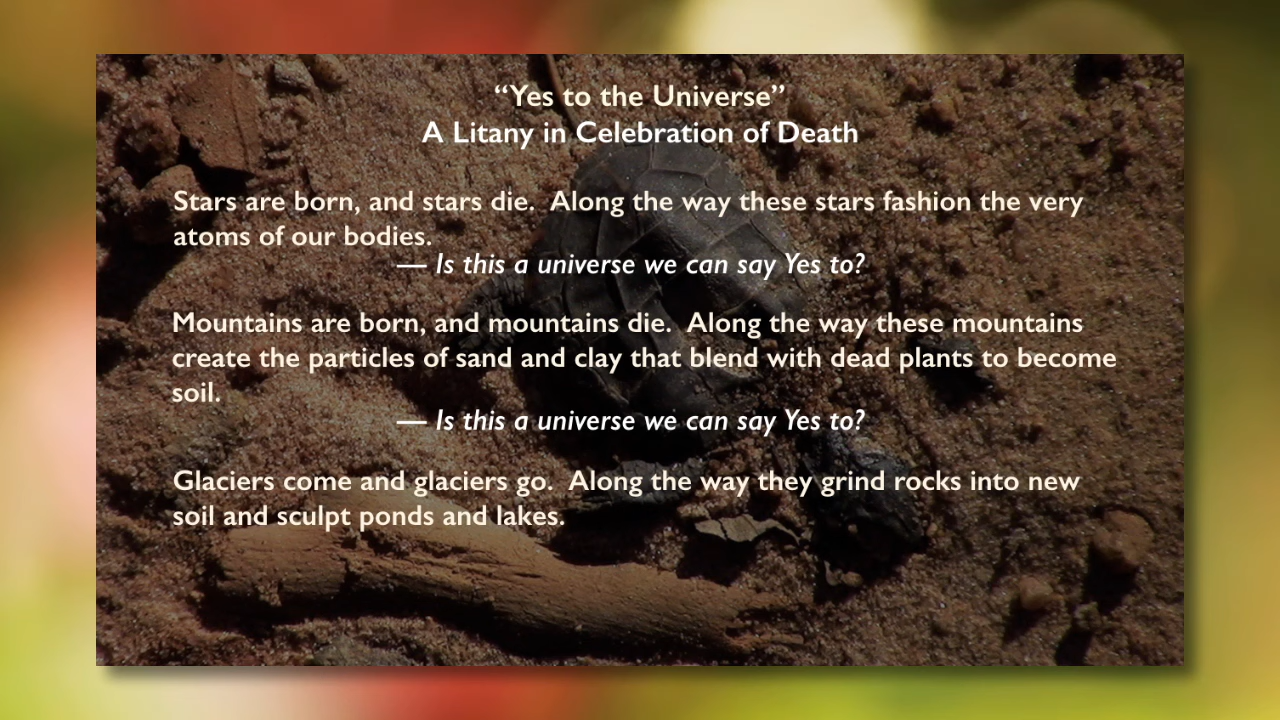 “Yes to the Universe”
A Litany in Celebration of Death
Stars are born, and stars die.  Along the way these stars fashion the very
atoms of our bodies.
— Is this a universe we can say Yes to?
Mountains are born, and mountains die.  Along the way these mountains
create the particles of sand and clay that blend with dead plants to become
soil.
— Is this a universe we can say Yes to?
Glaciers come and glaciers go.  Along the way they grind rocks into new
soil and sculpt ponds and lakes.